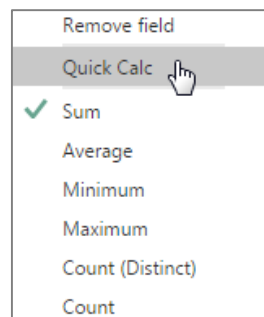 Remove field
Quick Calc
Sum
Average
Minimum
Maximum
Count (Distinct)
Count